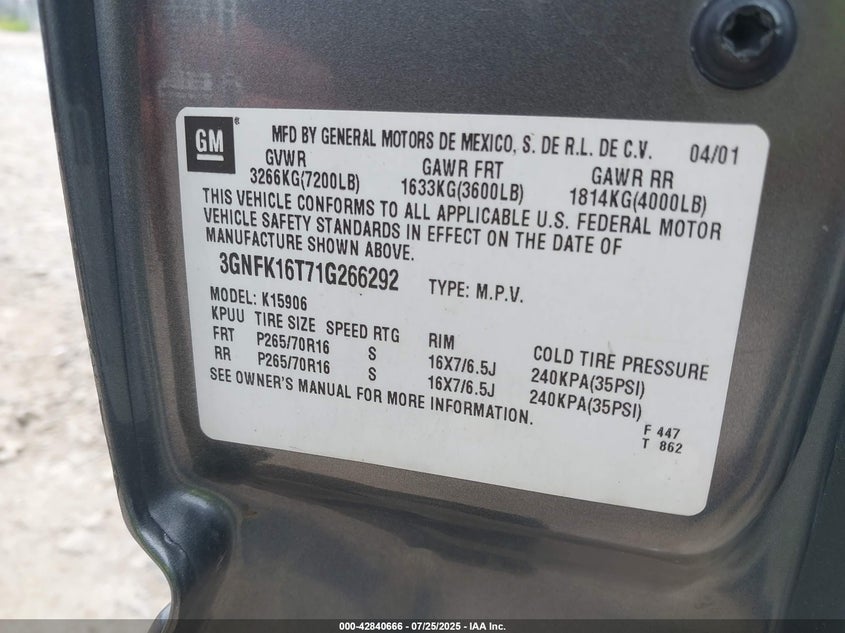 GM® MFD BY GENERAL MOTORS DE MEXICO, S. DE R.L. DE C.V. 04/01
GVWR GAWR FRT GAWR RR
3266KG(7200LB) 1633KG(3600LB) 1814KG(4000LB)
THIS VEHICLE CONFORMS TO ALL APPLICABLE U.S. FEDERAL MOTOR
VEHICLE SAFETY STANDARDS IN EFFECT ON THE DATE OF
MANUFACTURE SHOWN ABOVE.
3GNFK16T71G266292 TYPE: M.P.V.
MODEL: K15906
KPUU TIRE SIZE SPEED RTG RIM COLD TIRE PRESSURE
FRT P265/70R16 S 16X7/6.5J 240KPA(35PSI)
RR P265/70R16 S 16X7/6.5J 240KPA(35PSI)
SEE OWNER'S MANUAL FOR MORE INFORMATION.
F 447
T 862
000-42840666 / 07/25/2025 - IAA Inc.